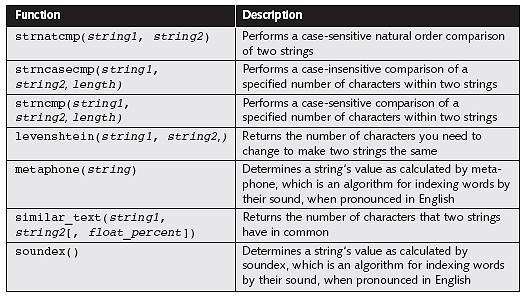 Function Description
strnatcmp(string1, string2) Performs a case-sensitive natural order comparison
of two strings
strncasecmp(string1, Performs a case-insensitive comparison of a
string2, length) specified number of characters within two strings
strncmp(string1, Performs a case-sensitive comparison of a
string2, length) specified number of characters within two strings
levenshtein(string1, string2,) Returns the number of characters you need to
change to make two strings the same
metaphone(string) Determines a string's value as calculated by meta-
phone, which is an algorithm for indexing words by
their sound, when pronounced in English
similar_text(string1, Returns the number of characters that two strings
string2[, float_percent]) have in common
soundex() Determines a string's value as calculated by
soundex, which is an algorithm for indexing words
by their sound, when pronounced in English